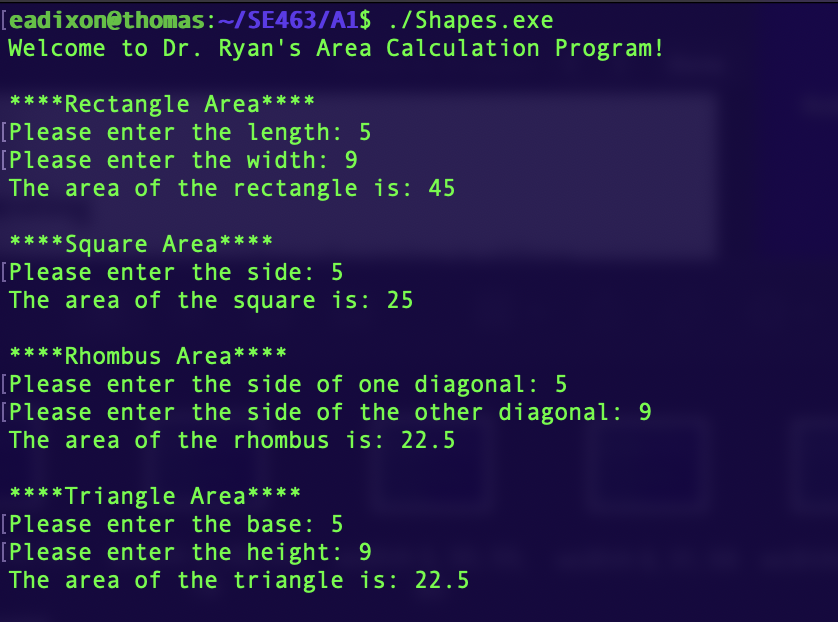 [eadixon@thomas:~/SE463/A1$ ./Shapes.exe
Welcome to Dr. Ryan's Area Calculation Program!
****Rectangle Area****
[Please enter the length: 5
[Please enter the width: 9
The area of the rectangle is: 45
****Square Area****
[Please enter the side: 5
The area of the square is: 25
****Rhombus Area****
[Please enter the side of one diagonal: 5
[Please enter the side of the other diagonal: 9
The area of the rhombus is: 22.5
****Triangle Area****
[Please enter the base: 5
[Please enter the height: 9
The area of the triangle is: 22.5